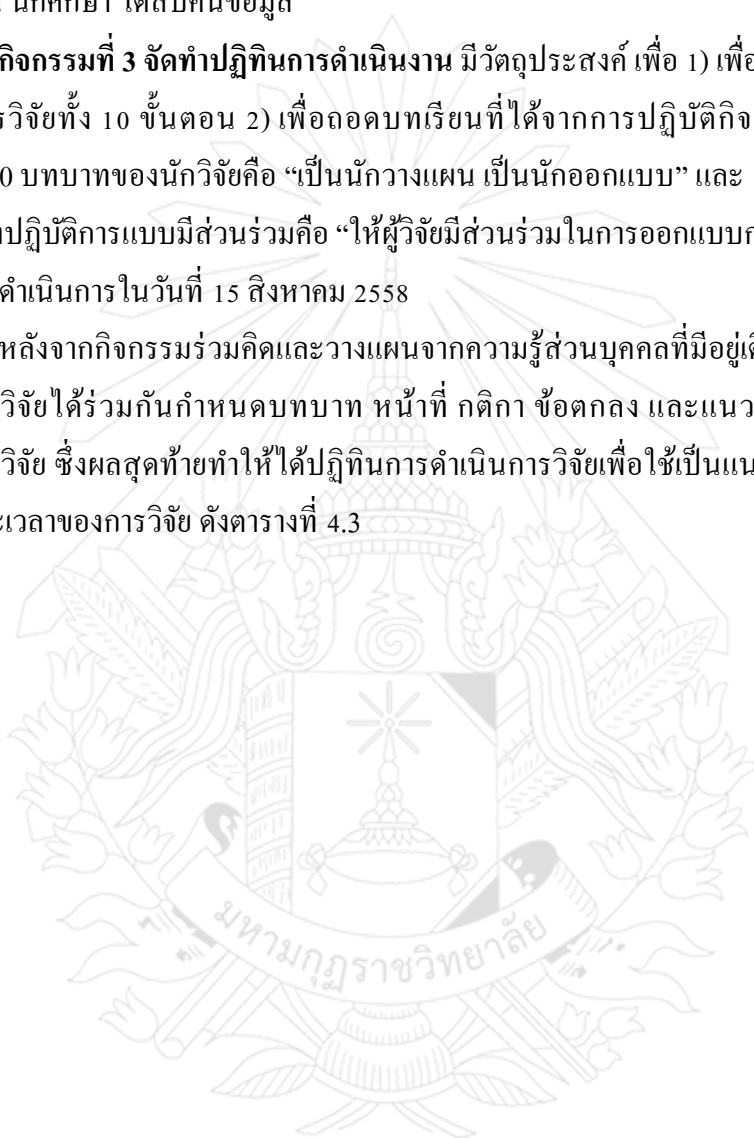 นักศึกษา ได้สืบค้นข้อมูล
กิจกรรมที่ 3 จัดทำปฏิทินการดำเนินงาน มีวัตถุประสงค์ เพื่อ 1) เพื่อ
รวิจัยทั้ง 10 ขั้นตอน 2) เพื่อถอดบทเรียนที่ได้จากการปฏิบัติกิจ
0 บทบาทของนักวิจัยคือ “เป็นนักวางแผน เป็นนักออกแบบ” และ
ปฏิบัติการแบบมีส่วนร่วมคือ “ให้ผู้วิจัยมีส่วนร่วมในการออกแบบก
ดำเนินการในวันที่ 15 สิงหาคม 2558
หลังจากกิจกรรมร่วมคิดและวางแผนจากความรู้ส่วนบุคคลที่มีอยู่เดิ
วิจัยได้ร่วมกันกำหนดบทบาท หน้าที่ กติกา ข้อตกลง และแนว
วิจัย ซึ่งผลสุดท้ายทำให้ได้ปฏิทินการดำเนินการวิจัยเพื่อใช้เป็นแน
ะเวลาของการวิจัย ดังตารางที่ 4.3
มหามกุฏราชวิทยาลัย